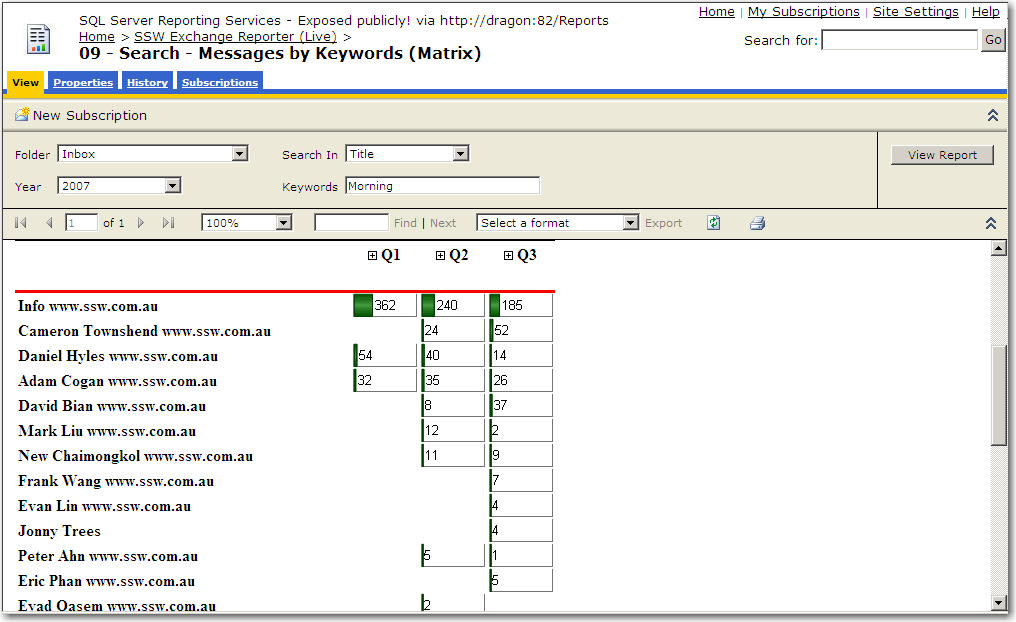 SQL Server Reporting Services - Exposed publicly! via http://dragon:82/Reports
Home | My Subscriptions | Site Settings | Help
Home > SSW Exchange Reporter (Live) >
09 - Search - Messages by Keywords (Matrix)
Search for: Go
View Properties History Subscriptions
New Subscription
Folder Inbox Search In Title View Report
Year 2007 Keywords Morning
1 of 1 100% Find | Next Select a format Export
Q1 Q2 Q3
Info www.ssw.com.au 362 240 185
Cameron Townshend www.ssw.com.au 24 52
Daniel Hyles www.ssw.com.au 54 40 14
Adam Cogan www.ssw.com.au 32 35 26
David Bian www.ssw.com.au 8 37
Mark Liu www.ssw.com.au 12 2
New Chaimongkol www.ssw.com.au 11 9
Frank Wang www.ssw.com.au 7
Evan Lin www.ssw.com.au 4
Jonny Trees 4
Peter Ahn www.ssw.com.au 5 1
Eric Phan www.ssw.com.au 5
Evad Qasem www.ssw.com.au 2